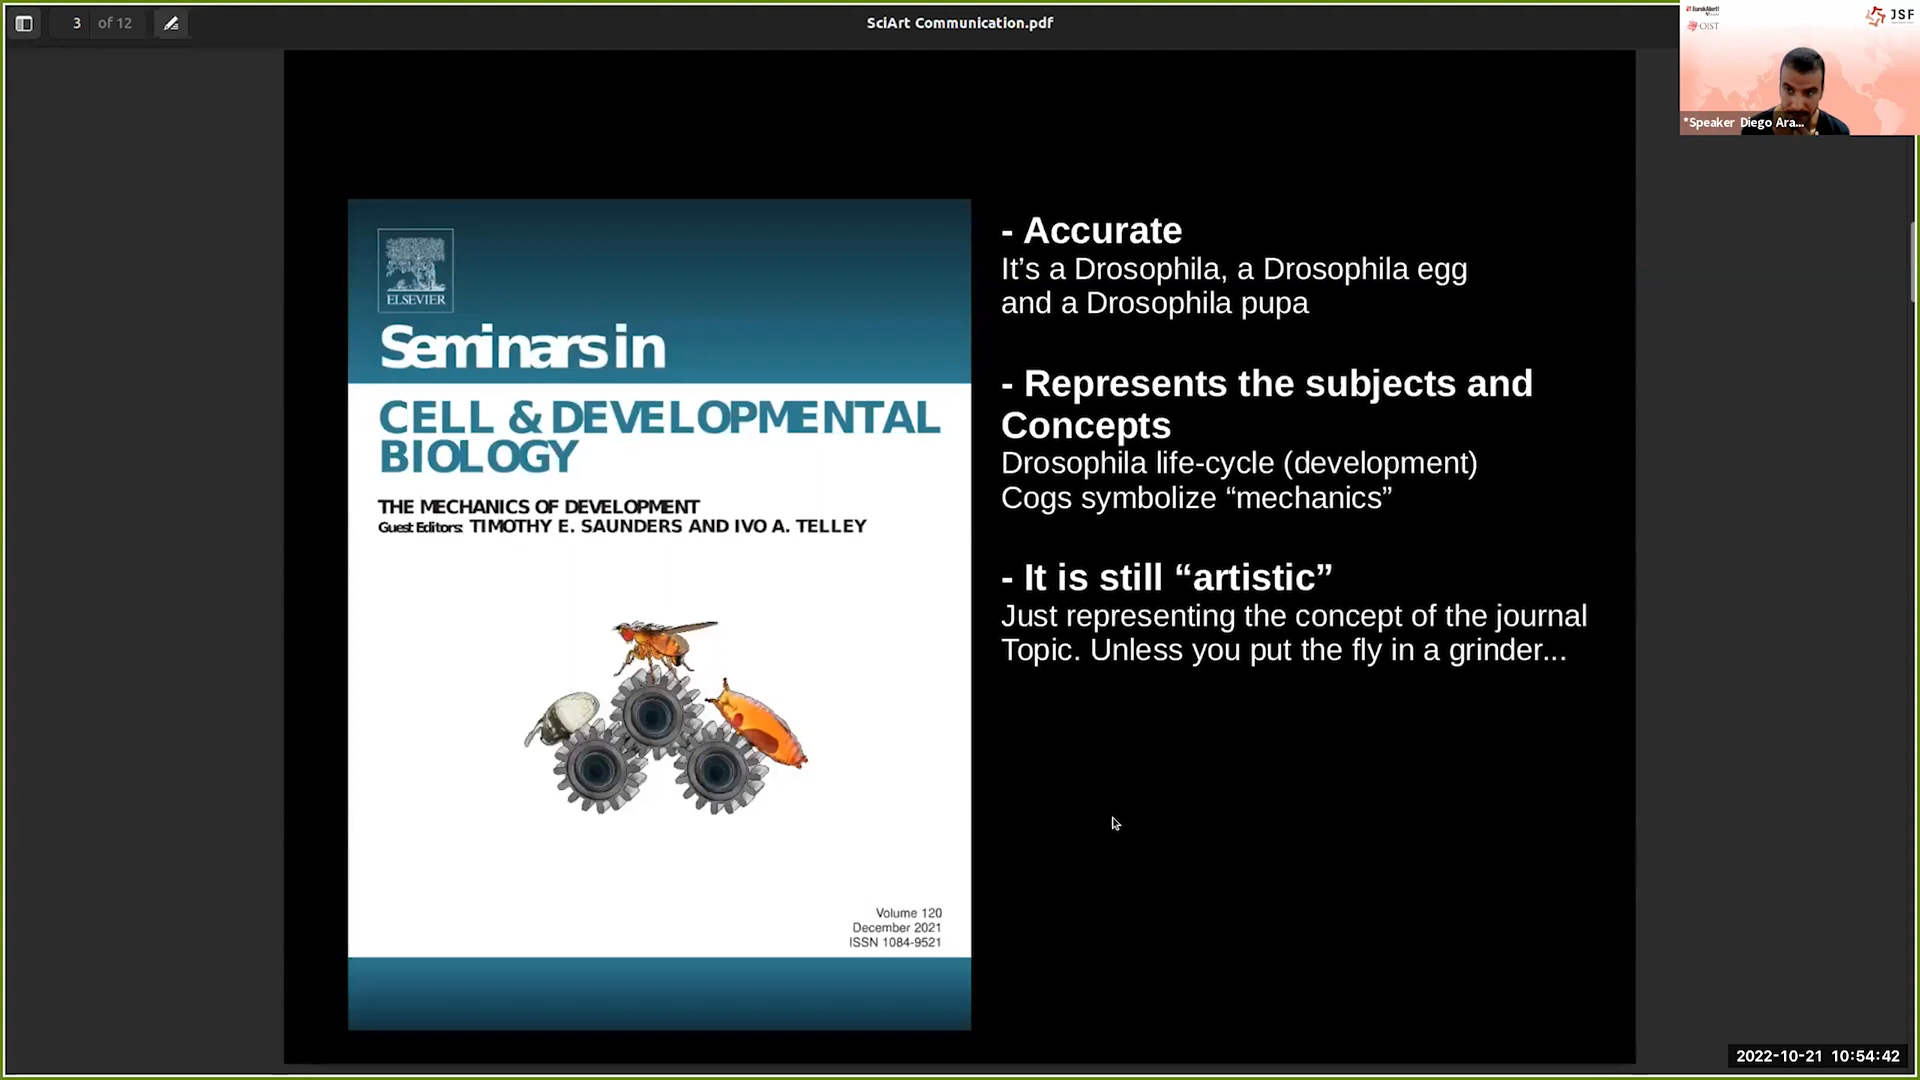 3 of 12
SciArt Communication.pdf
EurekAlert!
OIST
JSF
*Speaker Diego Ara...
ELSEVIER
Seminars in
CELL & DEVELOPMENTAL
BIOLOGY
THE MECHANICS OF DEVELOPMENT
Guest Editors: TIMOTHY E. SAUNDERS AND IVO A. TELLEY
Volume 120
December 2021
ISSN 1084-9521
- Accurate
It’s a Drosophila, a Drosophila egg
and a Drosophila pupa
- Represents the subjects and
Concepts
Drosophila life-cycle (development)
Cogs symbolize “mechanics”
- It is still “artistic”
Just representing the concept of the journal
Topic. Unless you put the fly in a grinder...
2022-10-21 10:54:42